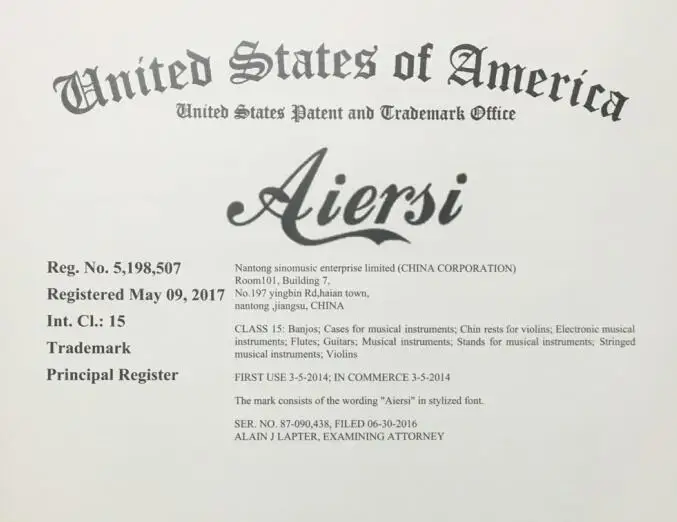 United States of America
United States Patent and Trademark Office
Aiersi
Reg. No. 5,198,507
Registered May 09, 2017
Int. Cl.: 15
Trademark
Principal Register
Nantong sinomusic enterprise limited (CHINA CORPORATION)
Room101, Building 7,
No.197 yingbin Rd,haian town,
nantong ,jiangsu, CHINA
CLASS 15: Banjos; Cases for musical instruments; Chin rests for violins; Electronic musical
instruments; Flutes; Guitars; Musical instruments; Stands for musical instruments; Stringed
musical instruments; Violins
FIRST USE 3-5-2014; IN COMMERCE 3-5-2014
The mark consists of the wording "Aiersi" in stylized font.
SER. NO. 87-090,438, FILED 06-30-2016
ALAIN J LAPTER, EXAMINING ATTORNEY